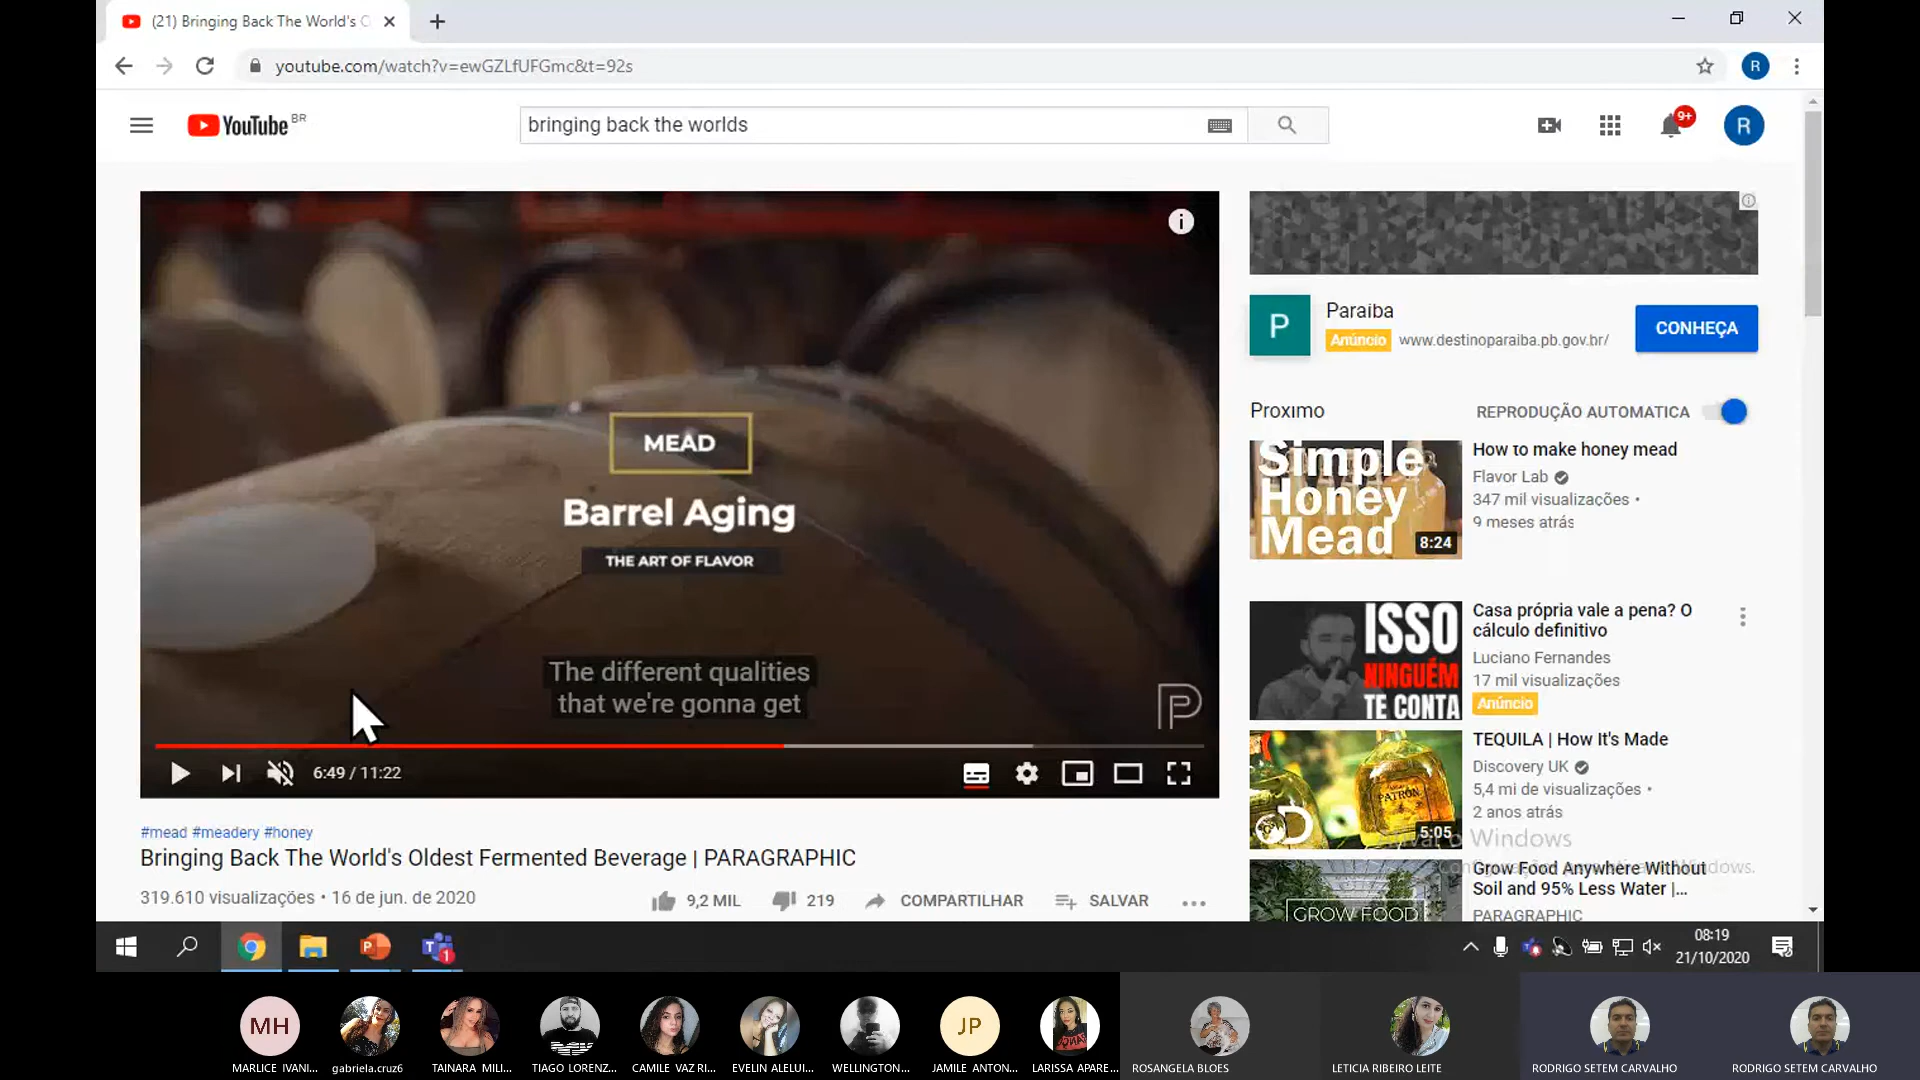 (21) Bringing Back The World's O
youtube.com/watch?v=ewGZLfUFGmc&t=92s
R
YouTube BR
bringing back the worlds
9+
R
MEAD
Barrel Aging
THE ART OF FLAVOR
The different qualities
that we're gonna get
P
6:49 / 11:22
#mead #meadery #honey
Bringing Back The World's Oldest Fermented Beverage | PARAGRAPHIC
319.610 visualizações • 16 de jun. de 2020
9,2 MIL
219
COMPARTILHAR
SALVAR
P
Paraiba
Anúncio www.destinoparaiba.pb.gov.br/
CONHEÇA
Proximo
REPRODUÇÃO AUTOMATICA
Simple
Honey
Mead
8:24
How to make honey mead
Flavor Lab
347 mil visualizações •
9 meses atrás
ISSO
NINGUÉM
TE CONTA
Casa própria vale a pena? O
cálculo definitivo
Luciano Fernandes
17 mil visualizações
Anúncio
PATRÓN
5:05
TEQUILA | How It's Made
Discovery UK
5,4 mi de visualizações •
2 anos atrás
Windows
GROW FOOD
Grow Food Anywhere Without
Soil and 95% Less Water |...
PARAGRAPHIC
1
08:19
21/10/2020
MH
MARLICE IVANI...
gabriela.cruz6
TAINARA MILI...
TIAGO LORENZ...
CAMILE VAZ RI...
EVELIN ALELUI...
WELLINGTON...
JP
JAMILE ANTON...
LARISSA APARE...
ROSANGELA BLOES
LETICIA RIBEIRO LEITE
RODRIGO SETEM CARVALHO
RODRIGO SETEM CARVALHO